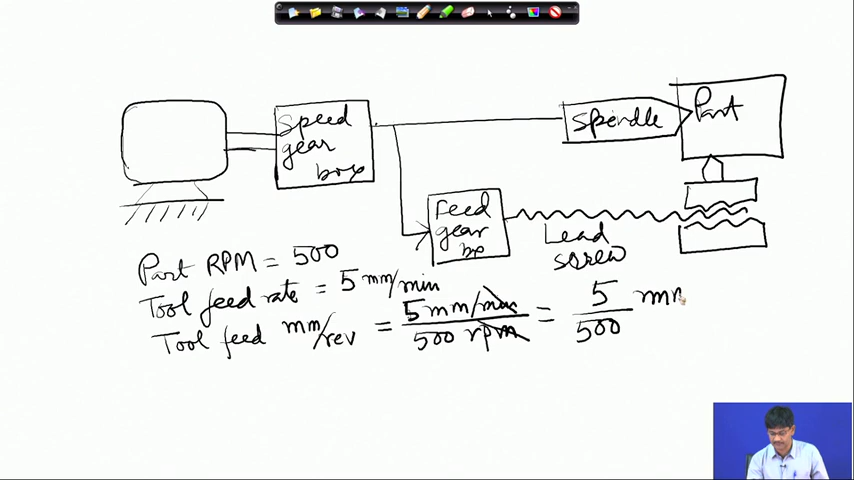 Speed gear box
Spindle
Part
Feed gear bx
Lead screw
Part RPM = 500
Tool feed rate = 5 mm/min
Tool feed mm/rev = 5 mm/min / 500 rpm = 5 / 500 mm